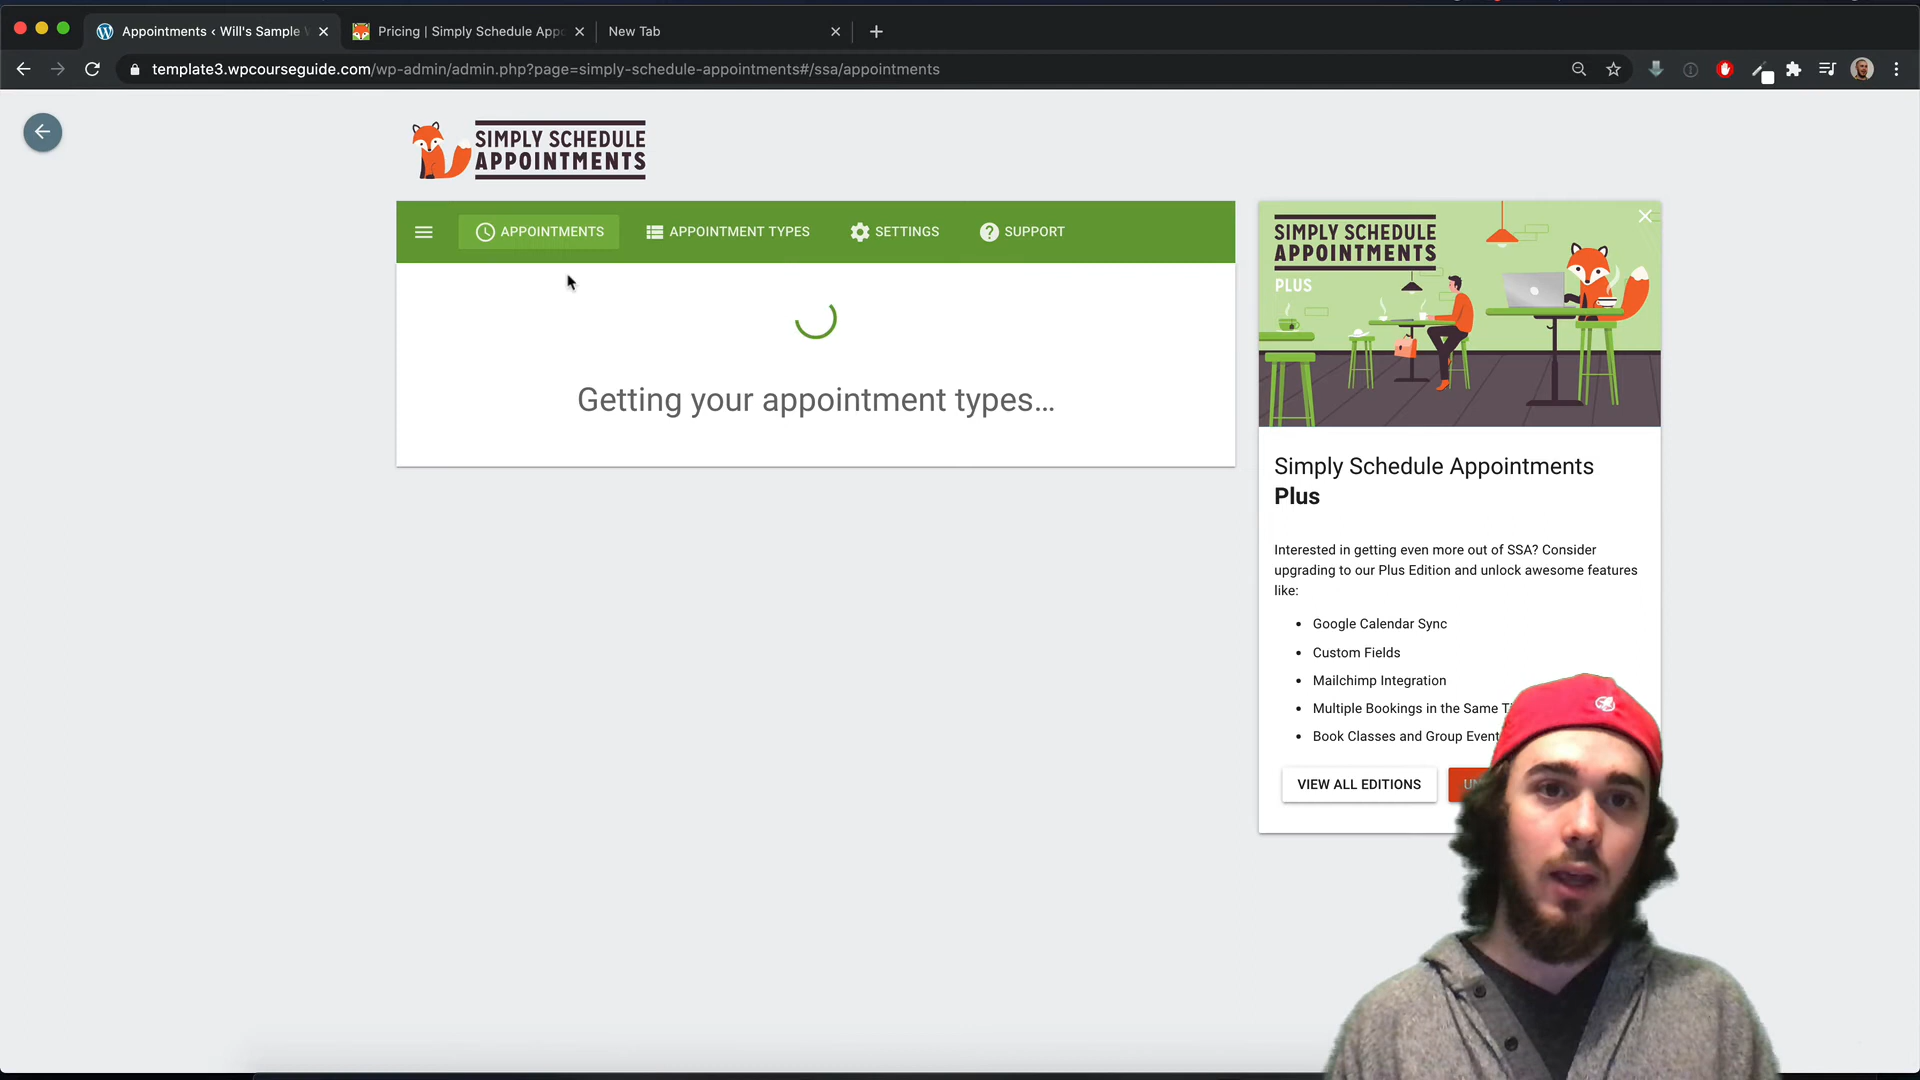 Appointments ‹ Will's Sample
Pricing | Simply Schedule Appo
New Tab
template3.wpcourseguide.com/wp-admin/admin.php?page=simply-schedule-appointments#/ssa/appointments
SIMPLY SCHEDULE
APPOINTMENTS
APPOINTMENTS
APPOINTMENT TYPES
SETTINGS
SUPPORT
Getting your appointment types...
SIMPLY SCHEDULE
APPOINTMENTS
PLUS
Simply Schedule Appointments
Plus
Interested in getting even more out of SSA? Consider
upgrading to our Plus Edition and unlock awesome features
like:
Google Calendar Sync
Custom Fields
Mailchimp Integration
Multiple Bookings in the Same
Book Classes and Group Event
VIEW ALL EDITIONS